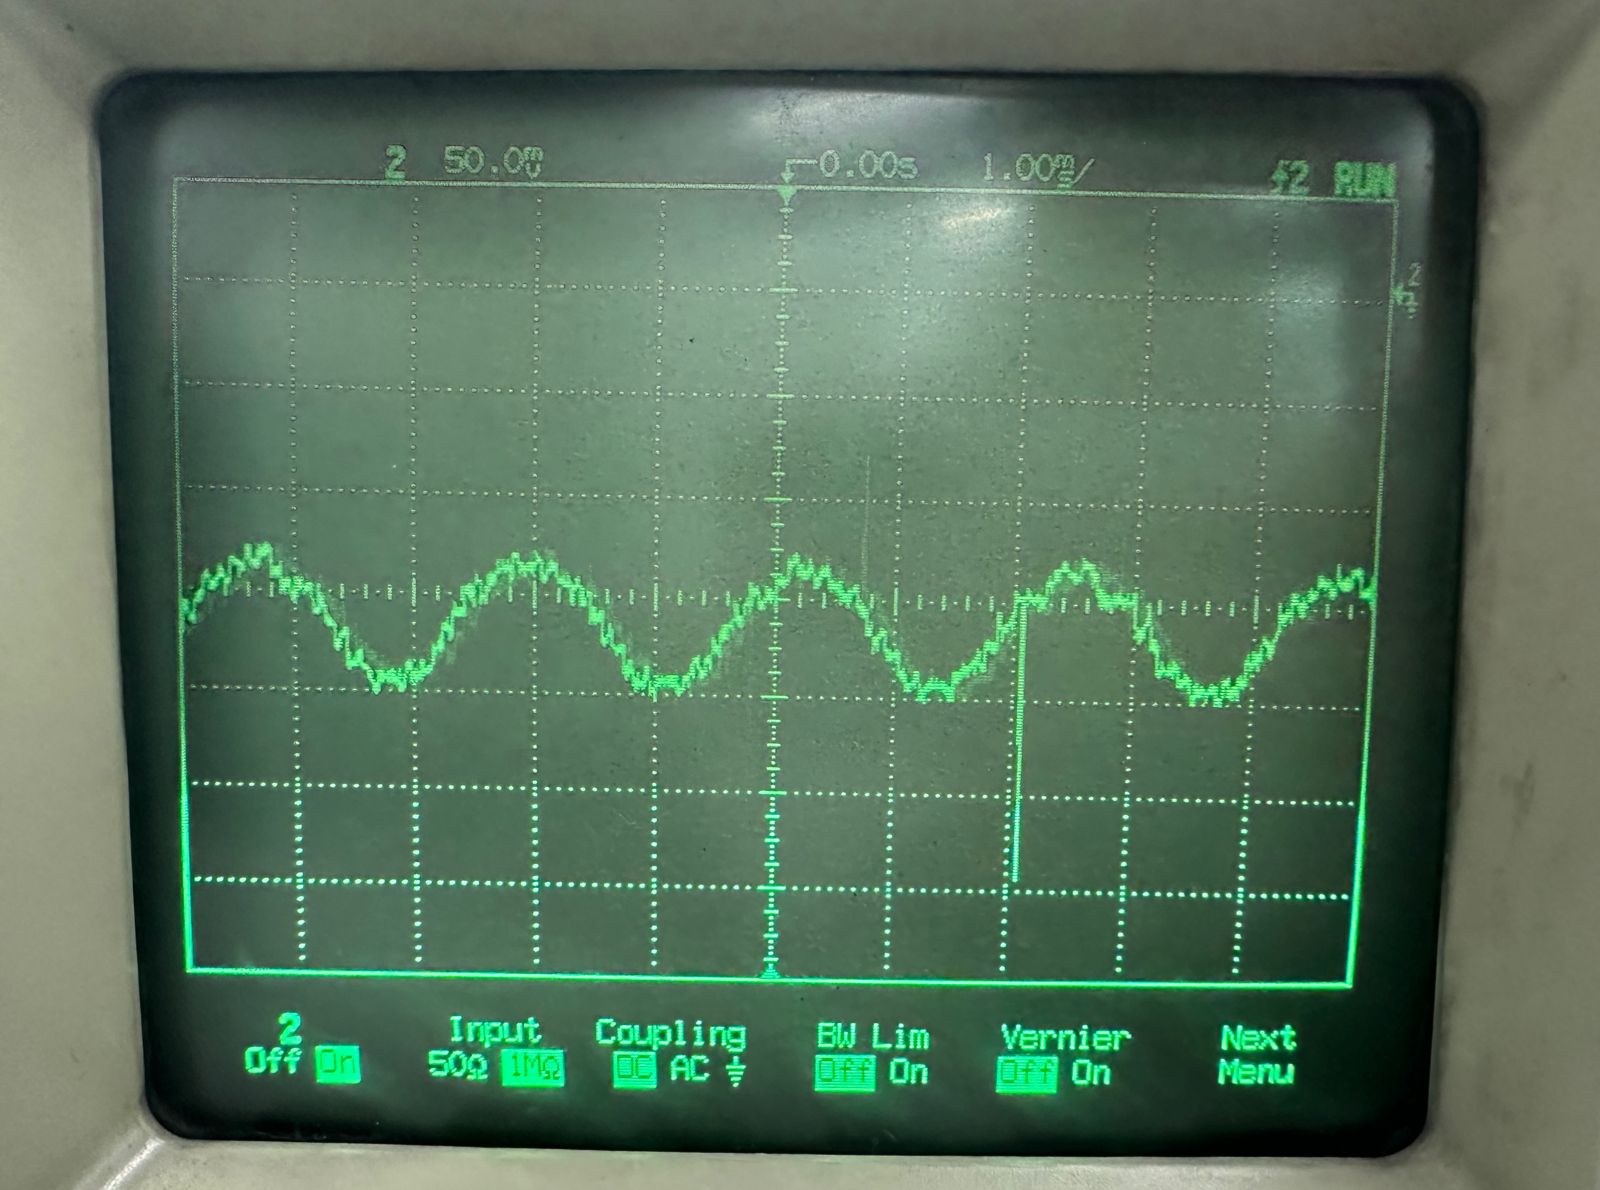 2 50.0mV 0.00s 1.00ms/ f2 RUN
2
2 Input Coupling BW Lim Vernier Next
Off On 50Ω 1MΩ DC AC Off On Off On Menu